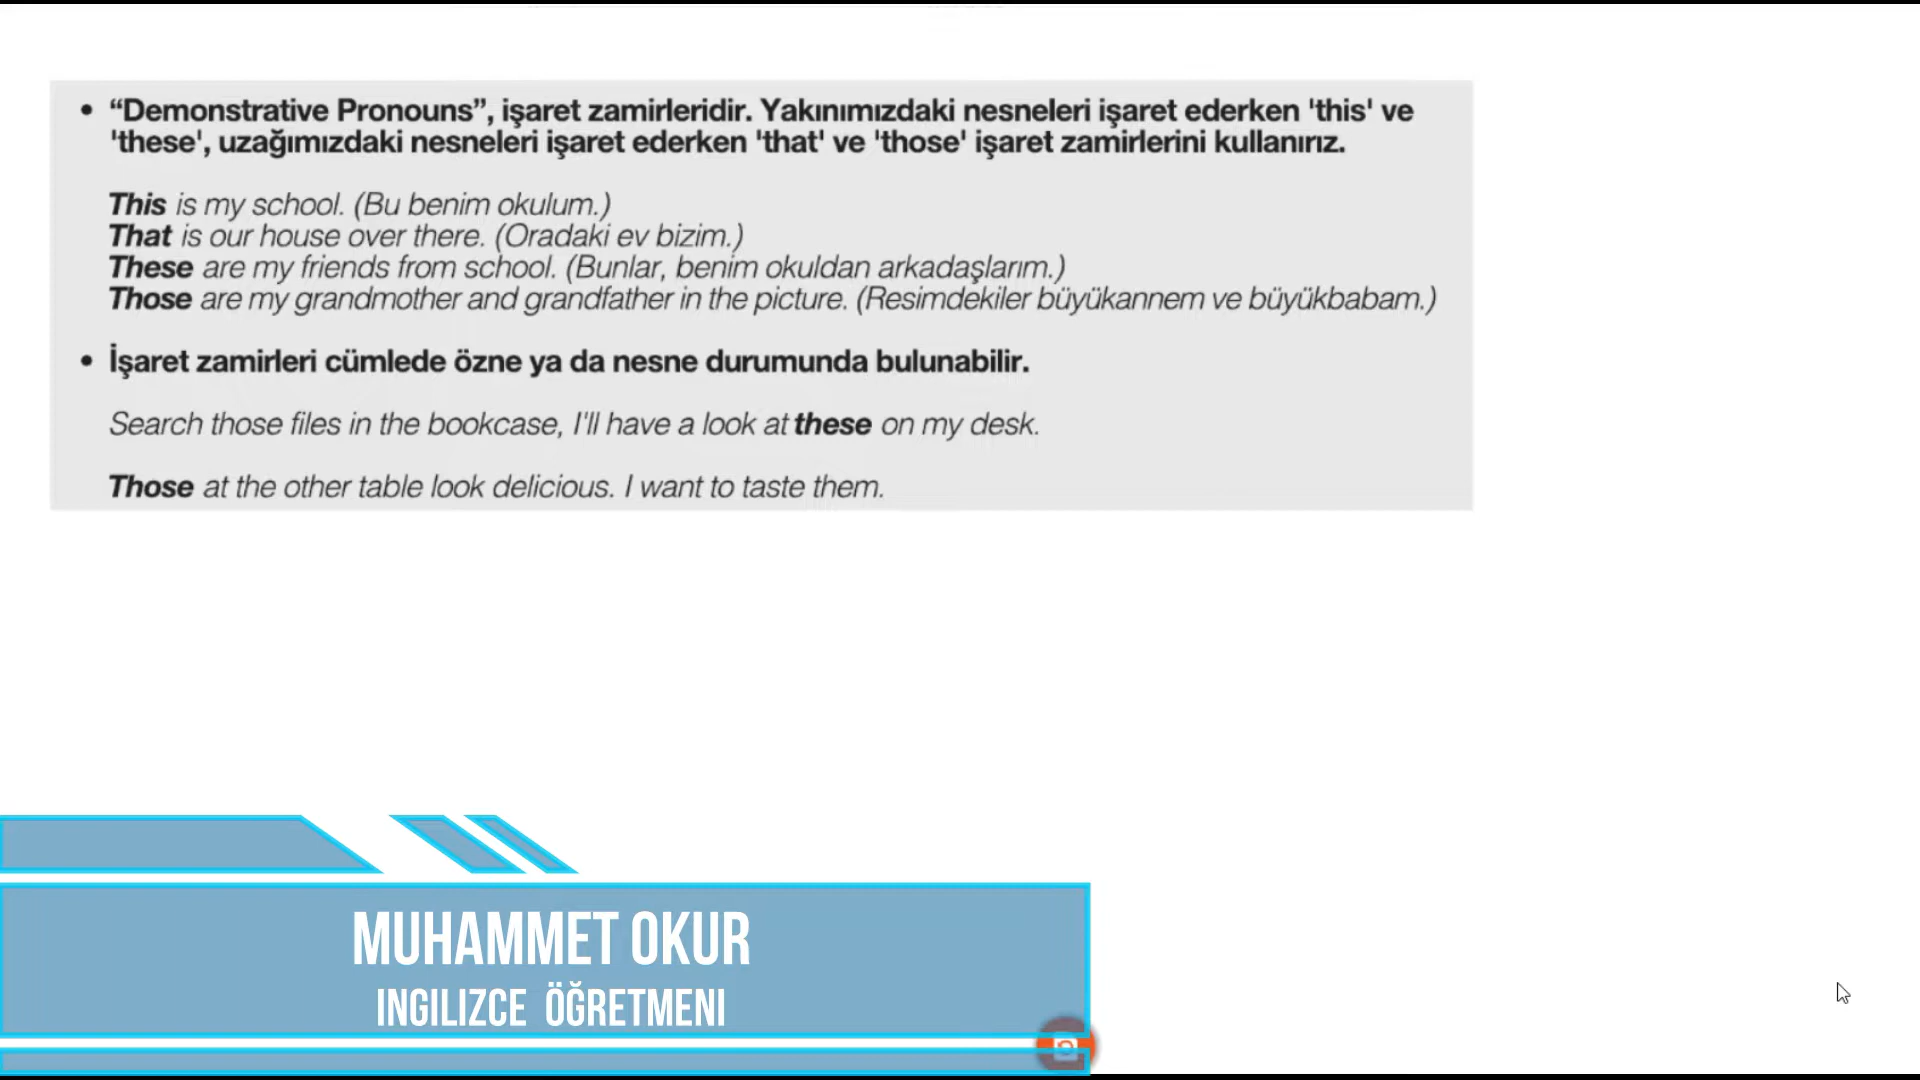 • “Demonstrative Pronouns”, işaret zamirleridir. Yakınımızdaki nesneleri işaret ederken 'this' ve
'these', uzağımızdaki nesneleri işaret ederken 'that' ve 'those' işaret zamirlerini kullanırız.
This is my school. (Bu benim okulum.)
That is our house over there. (Oradaki ev bizim.)
These are my friends from school. (Bunlar, benim okuldan arkadaşlarım.)
Those are my grandmother and grandfather in the picture. (Resimdekiler büyükannem ve büyükbabam.)
• İşaret zamirleri cümlede özne ya da nesne durumunda bulunabilir.
Search those files in the bookcase, I'll have a look at these on my desk.
Those at the other table look delicious. I want to taste them.
MUHAMMET OKUR
INGILIZCE ÖĞRETMENI